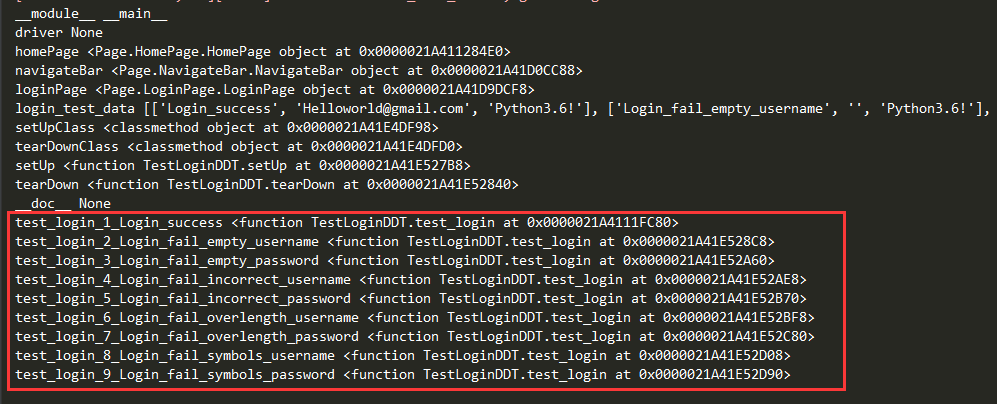 __module__ __main__
driver None
homePage <Page.HomePage.HomePage object at 0x0000021A411284E0>
navigateBar <Page.NavigateBar.NavigateBar object at 0x0000021A41D0CC88>
loginPage <Page.LoginPage.LoginPage object at 0x0000021A41D9DCF8>
login_test_data [['Login_success', 'Helloworld@gmail.com', 'Python3.6!'], ['Login_fail_empty_username', '', 'Python3.6!'],
setUpClass <classmethod object at 0x0000021A41E4DF98>
tearDownClass <classmethod object at 0x0000021A41E4DFD0>
setUp <function TestLoginDDT.setUp at 0x0000021A41E527B8>
tearDown <function TestLoginDDT.tearDown at 0x0000021A41E52840>
__doc__ None
test_login_1_Login_success <function TestLoginDDT.test_login at 0x0000021A4111FC80>
test_login_2_Login_fail_empty_username <function TestLoginDDT.test_login at 0x0000021A41E528C8>
test_login_3_Login_fail_empty_password <function TestLoginDDT.test_login at 0x0000021A41E52A60>
test_login_4_Login_fail_incorrect_username <function TestLoginDDT.test_login at 0x0000021A41E52AE8>
test_login_5_Login_fail_incorrect_password <function TestLoginDDT.test_login at 0x0000021A41E52B70>
test_login_6_Login_fail_overlength_username <function TestLoginDDT.test_login at 0x0000021A41E52BF8>
test_login_7_Login_fail_overlength_password <function TestLoginDDT.test_login at 0x0000021A41E52C80>
test_login_8_Login_fail_symbols_username <function TestLoginDDT.test_login at 0x0000021A41E52D08>
test_login_9_Login_fail_symbols_password <function TestLoginDDT.test_login at 0x0000021A41E52D90>